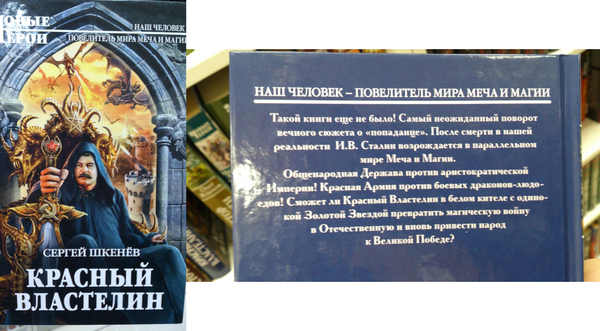 НОВЫЕ
ГЕРОИ
НАШ ЧЕЛОВЕК
ПОВЕЛИТЕЛЬ МИРА МЕЧА И МАГИИ
СЕРГЕЙ ШКЕНЁВ
КРАСНЫЙ
ВЛАСТЕЛИН
НАШ ЧЕЛОВЕК – ПОВЕЛИТЕЛЬ МИРА МЕЧА И МАГИИ
Такой книги еще не было! Самый неожиданный поворот
вечного сюжета о «попаданце». После смерти в нашей
реальности И.В. Сталин возрождается в параллельном
мире Меча и Магии.
Общенародная Держава против аристократической
Империи! Красная Армия против боевых драконов-людо-
едов! Сможет ли Красный Властелин в белом кителе с одино-
кой Золотой Звездой превратить магическую войну
в Отечественную и вновь привести народ
к Великой Победе?